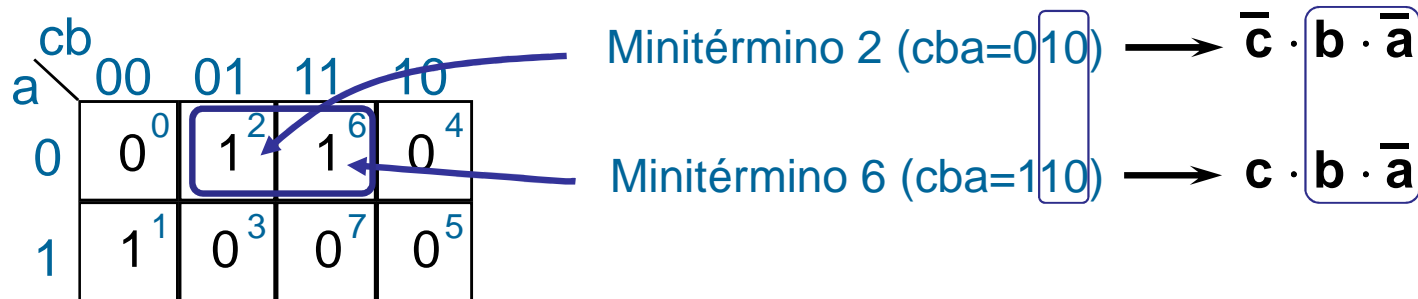 cb
a
00 01 11 10
0 0 0 1 2 1 6 0 4
1 1 1 0 3 0 7 0 5
Minitérmino 2 (cba=010) → c̅ · b · a̅
Minitérmino 6 (cba=110) → c · b · a̅